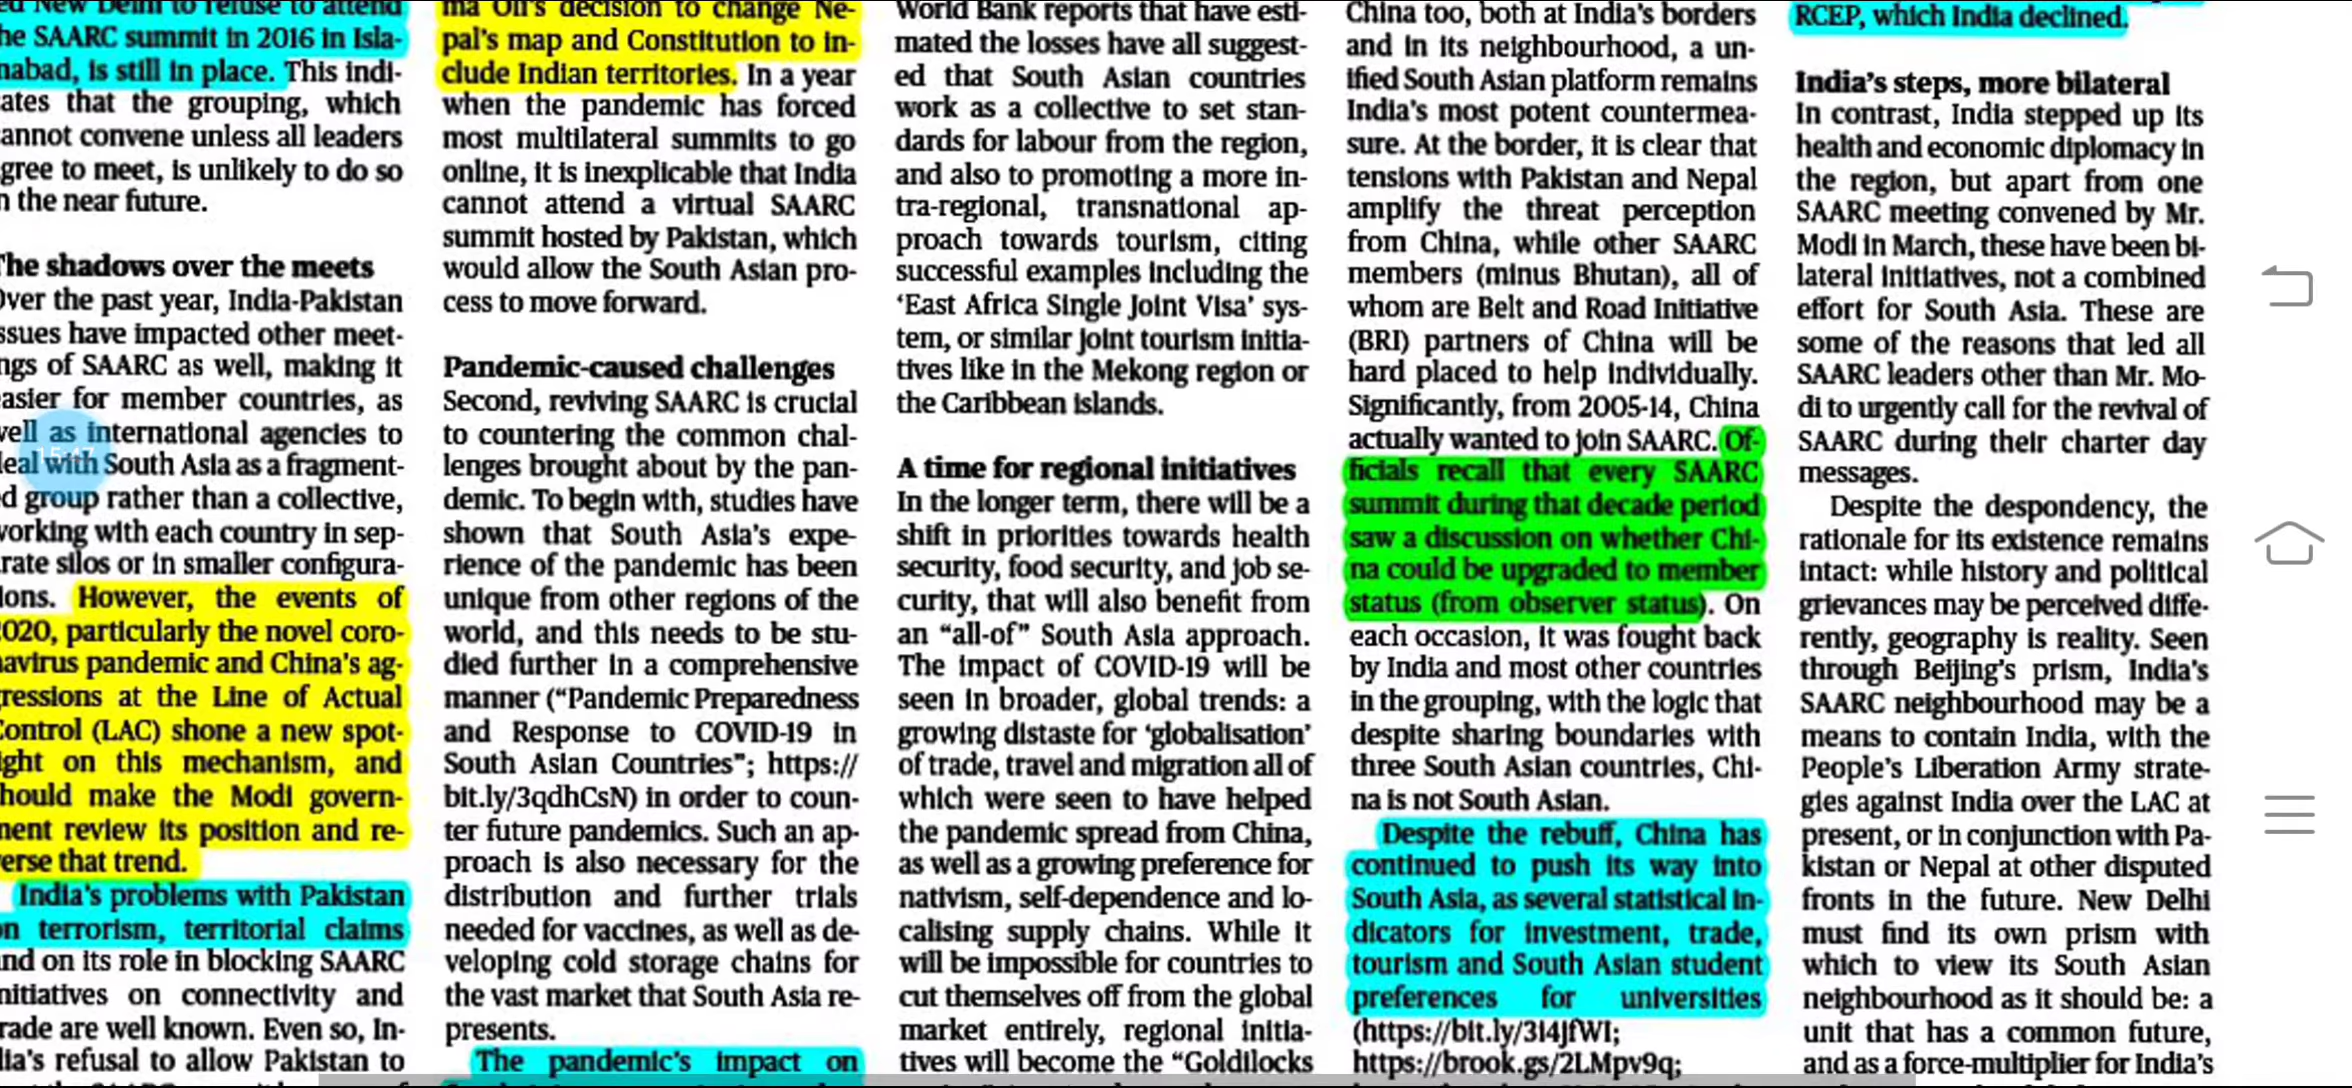 ed New Delhi to refuse to attend
he SAARC summit in 2016 in Isla-
nabad, is still in place. This indi-
ates that the grouping, which
annot convene unless all leaders
gree to meet, is unlikely to do so
n the near future.
The shadows over the meets
Over the past year, India-Pakistan
ssues have impacted other meet-
ngs of SAARC as well, making it
easier for member countries, as
well as international agencies to
deal with South Asia as a fragment-
d group rather than a collective,
working with each country in sep-
rate silos or in smaller configura-
ions. However, the events of
2020, particularly the novel coro-
navirus pandemic and China's ag-
gressions at the Line of Actual
Control (LAC) shone a new spot-
ight on this mechanism, and
should make the Modi govern-
ment review its position and re-
verse that trend.
India's problems with Pakistan
on terrorism, territorial claims
and on its role in blocking SAARC
initiatives on connectivity and
rade are well known. Even so, In-
dia's refusal to allow Pakistan to
ma Oli's decision to change Ne-
pal's map and Constitution to in-
clude Indian territories. In a year
when the pandemic has forced
most multilateral summits to go
online, it is inexplicable that India
cannot attend a virtual SAARC
summit hosted by Pakistan, which
would allow the South Asian pro-
cess to move forward.
Pandemic-caused challenges
Second, reviving SAARC is crucial
to countering the common chal-
lenges brought about by the pan-
demic. To begin with, studies have
shown that South Asia's expe-
rience of the pandemic has been
unique from other regions of the
world, and this needs to be stu-
died further in a comprehensive
manner ("Pandemic Preparedness
and Response to COVID-19 in
South Asian Countries"; https://
bit.ly/3qdhCsN) in order to coun-
ter future pandemics. Such an ap-
proach is also necessary for the
distribution and further trials
needed for vaccines, as well as de-
veloping cold storage chains for
the vast market that South Asia re-
presents.
The pandemic's impact on
World Bank reports that have esti-
mated the losses have all suggest-
ed that South Asian countries
work as a collective to set stan-
dards for labour from the region,
and also to promoting a more in-
tra-regional, transnational ap-
proach towards tourism, citing
successful examples including the
'East Africa Single Joint Visa' sys-
tem, or similar joint tourism initia-
tives like in the Mekong region or
the Caribbean islands.
A time for regional initiatives
In the longer term, there will be a
shift in priorities towards health
security, food security, and job se-
curity, that will also benefit from
an "all-of" South Asia approach.
The impact of COVID-19 will be
seen in broader, global trends: a
growing distaste for 'globalisation'
of trade, travel and migration all of
which were seen to have helped
the pandemic spread from China,
as well as a growing preference for
nativism, self-dependence and lo-
calising supply chains. While it
will be impossible for countries to
cut themselves off from the global
market entirely, regional initia-
tives will become the "Goldilocks
China too, both at India's borders
and in its neighbourhood, a un-
ified South Asian platform remains
India's most potent countermea-
sure. At the border, it is clear that
tensions with Pakistan and Nepal
amplify the threat perception
from China, while other SAARC
members (minus Bhutan), all of
whom are Belt and Road Initiative
(BRI) partners of China will be
hard placed to help individually.
Significantly, from 2005-14, China
actually wanted to join SAARC. Of-
ficials recall that every SAARC
summit during that decade period
saw a discussion on whether Chi-
na could be upgraded to member
status (from observer status). On
each occasion, it was fought back
by India and most other countries
in the grouping, with the logic that
despite sharing boundaries with
three South Asian countries, Chi-
na is not South Asian.
Despite the rebuff, China has
continued to push its way into
South Asia, as several statistical in-
dicators for investment, trade,
tourism and South Asian student
preferences for universities
(https://bit.ly/3l4JfWI;
https://brook.gs/2LMpv9q;
RCEP, which India declined.
India's steps, more bilateral
In contrast, India stepped up its
health and economic diplomacy in
the region, but apart from one
SAARC meeting convened by Mr.
Modi in March, these have been bi-
lateral initiatives, not a combined
effort for South Asia. These are
some of the reasons that led all
SAARC leaders other than Mr. Mo-
di to urgently call for the revival of
SAARC during their charter day
messages.
Despite the despondency, the
rationale for its existence remains
intact: while history and political
grievances may be perceived diffe-
rently, geography is reality. Seen
through Beijing's prism, India's
SAARC neighbourhood may be a
means to contain India, with the
People's Liberation Army strate-
gies against India over the LAC at
present, or in conjunction with Pa-
kistan or Nepal at other disputed
fronts in the future. New Delhi
must find its own prism with
which to view its South Asian
neighbourhood as it should be: a
unit that has a common future,
and as a force-multiplier for India's